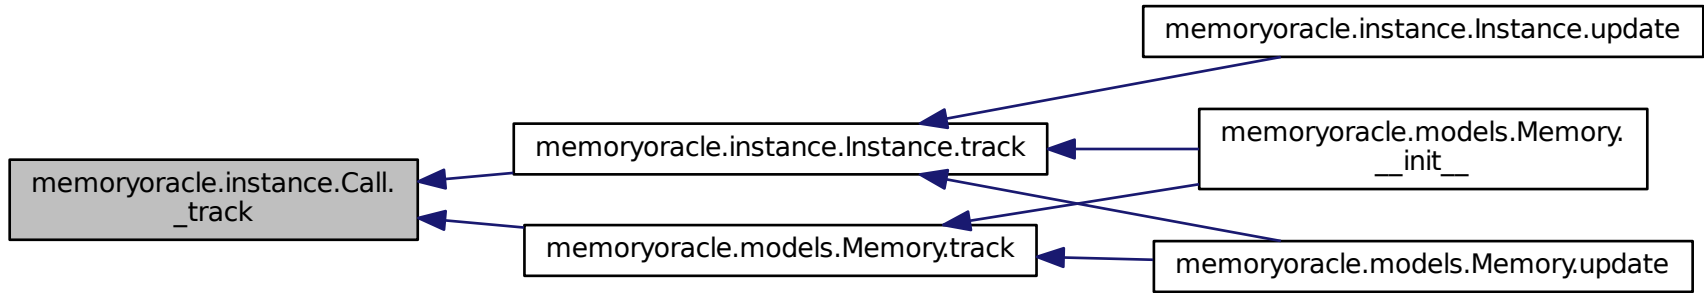 memoryoracle.instance.Instance.update
memoryoracle.models.Memory.
__init__
memoryoracle.instance.Instance.track
memoryoracle.instance.Call.
_track
memoryoracle.models.Memory.track
memoryoracle.models.Memory.update